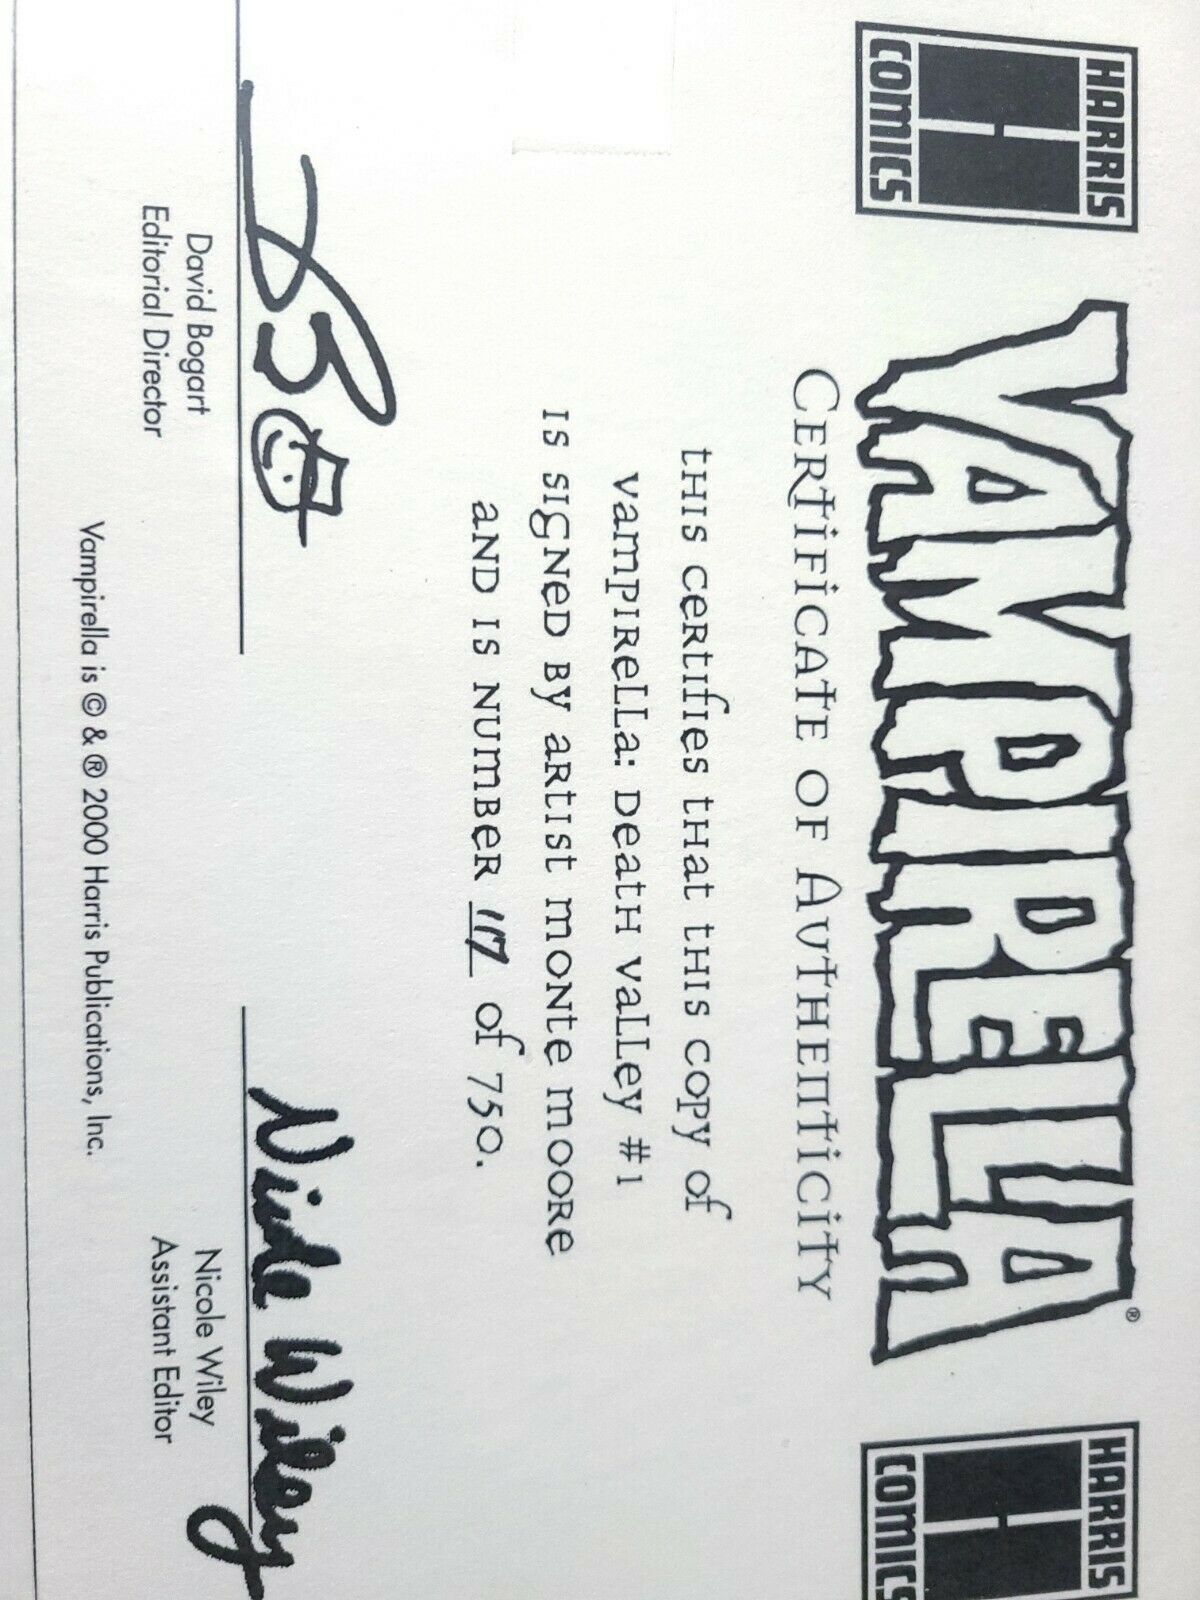 HARRIS
COMICS
VAMPIRELLA®
HARRIS
COMICS
Certificate of Authenticity
This certifies that this copy of
Vampirella: Death Valley #1
is signed by artist Monte Moore
and is number 117 of 750.
Nicole Wiley
David Bogart
Editorial Director
Nicole Wiley
Assistant Editor
Vampirella is © & ® 2000 Harris Publications, Inc.